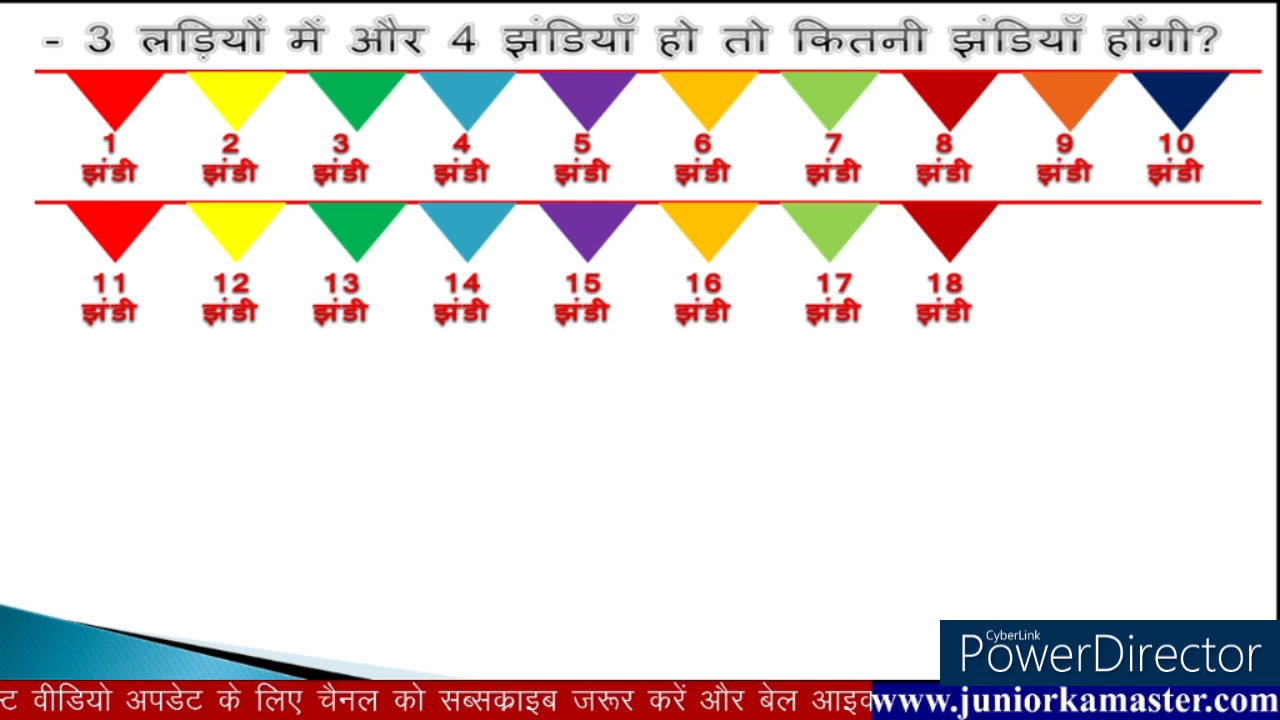 - 3 लड़ियों में और 4 झंडियाँ हो तो कितनी झंडियाँ होंगी?
1 2 3 4 5 6 7 8 9 10
झंडी झंडी झंडी झंडी झंडी झंडी झंडी झंडी झंडी झंडी
11 12 13 14 15 16 17 18
झंडी झंडी झंडी झंडी झंडी झंडी झंडी झंडी
CyberLink
PowerDirector
वीडियो अपडेट के लिए चैनल को सब्सक्राइब जरूर करें और बेल
www.juniorkamaster.com